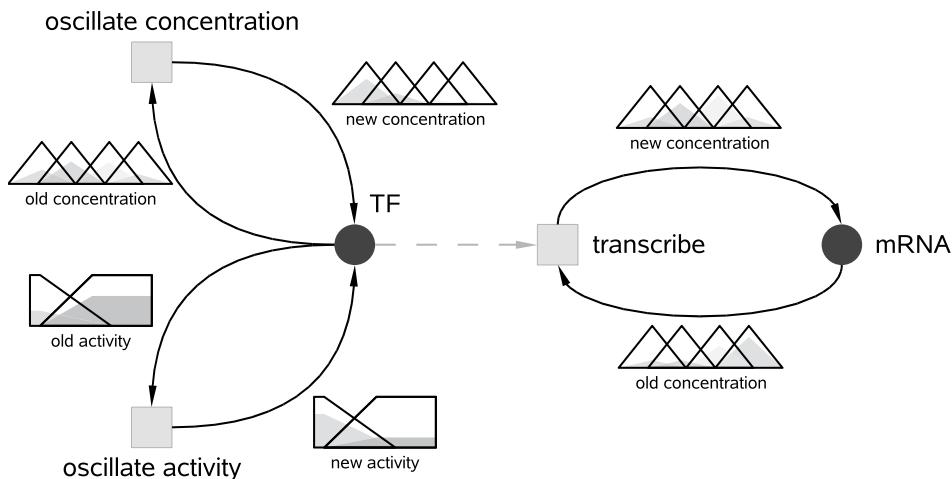 oscillate concentration
new concentration
old concentration
TF
new concentration
transcribe
mRNA
old activity
old concentration
new activity
oscillate activity